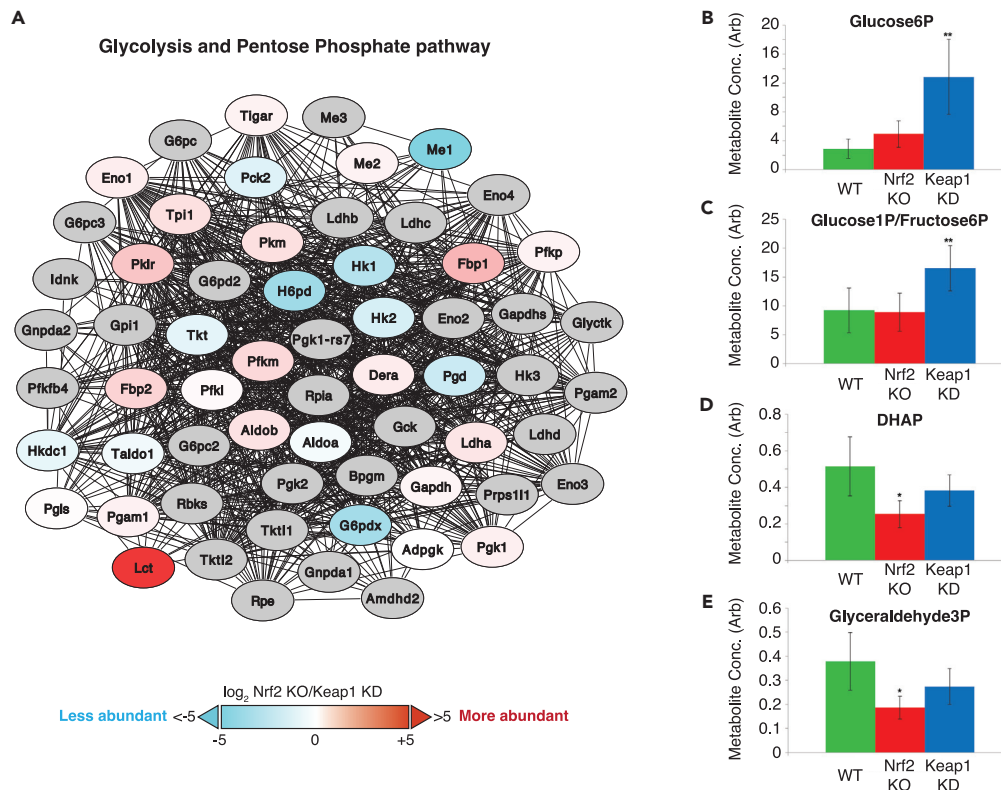 A
Glycolysis and Pentose Phosphate pathway
Tigar
Me3
G6pc
Me1
Me2
Eno1
Pck2
Eno4
G6pc3
Tpi1
Ldhb
Ldhc
Pkm
Pfkp
Pklr
Hk1
Fbp1
Idnk
G6pd2
H6pd
Gnpda2
Gpi1
Tkt
Hk2
Eno2
Gapdhs
Glyctk
Pgk1-rs7
Pfkm
Pfkfb4
Fbp2
Pfkl
Rpia
Dera
Pgd
Hk3
Pgam2
Hkdc1
Taldo1
G6pc2
Aldob
Aldoa
Gck
Ldha
Ldhd
Pgls
Pgam1
Rbks
Pgk2
Bpgm
Gapdh
Prps1l1
Eno3
Lct
Tktl2
Tktl1
G6pdx
Adpgk
Pgk1
Rpe
Gnpda1
Amdhd2
log2 Nrf2 KO/Keap1 KD
Less abundant <-5 >5 More abundant
-5 0 +5
B
Glucose6P
Metabolite Conc. (Arb)
20
16
12
8
4
0
**
WT Nrf2 KO Keap1 KD
C
Glucose1P/Fructose6P
Metabolite Conc. (Arb)
25
20
15
10
5
0
**
WT Nrf2 KO Keap1 KD
D
DHAP
Metabolite Conc. (Arb)
0.8
0.6
0.4
0.2
0
*
WT Nrf2 KO Keap1 KD
E
Glyceraldehyde3P
Metabolite Conc. (Arb)
0.6
0.5
0.4
0.3
0.2
0.1
0
*
WT Nrf2 KO Keap1 KD